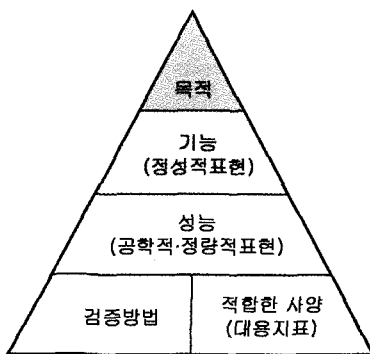 목적
기능
(정성적표현)
성능
(공학적·정량적표현)
검증방법
적합한 사양
(대용지표)